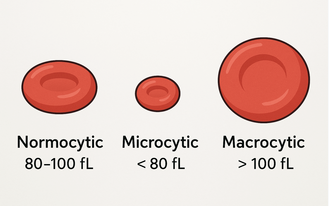 Normocytic Microcytic Macrocytic
80–100 fL < 80 fL > 100 fL